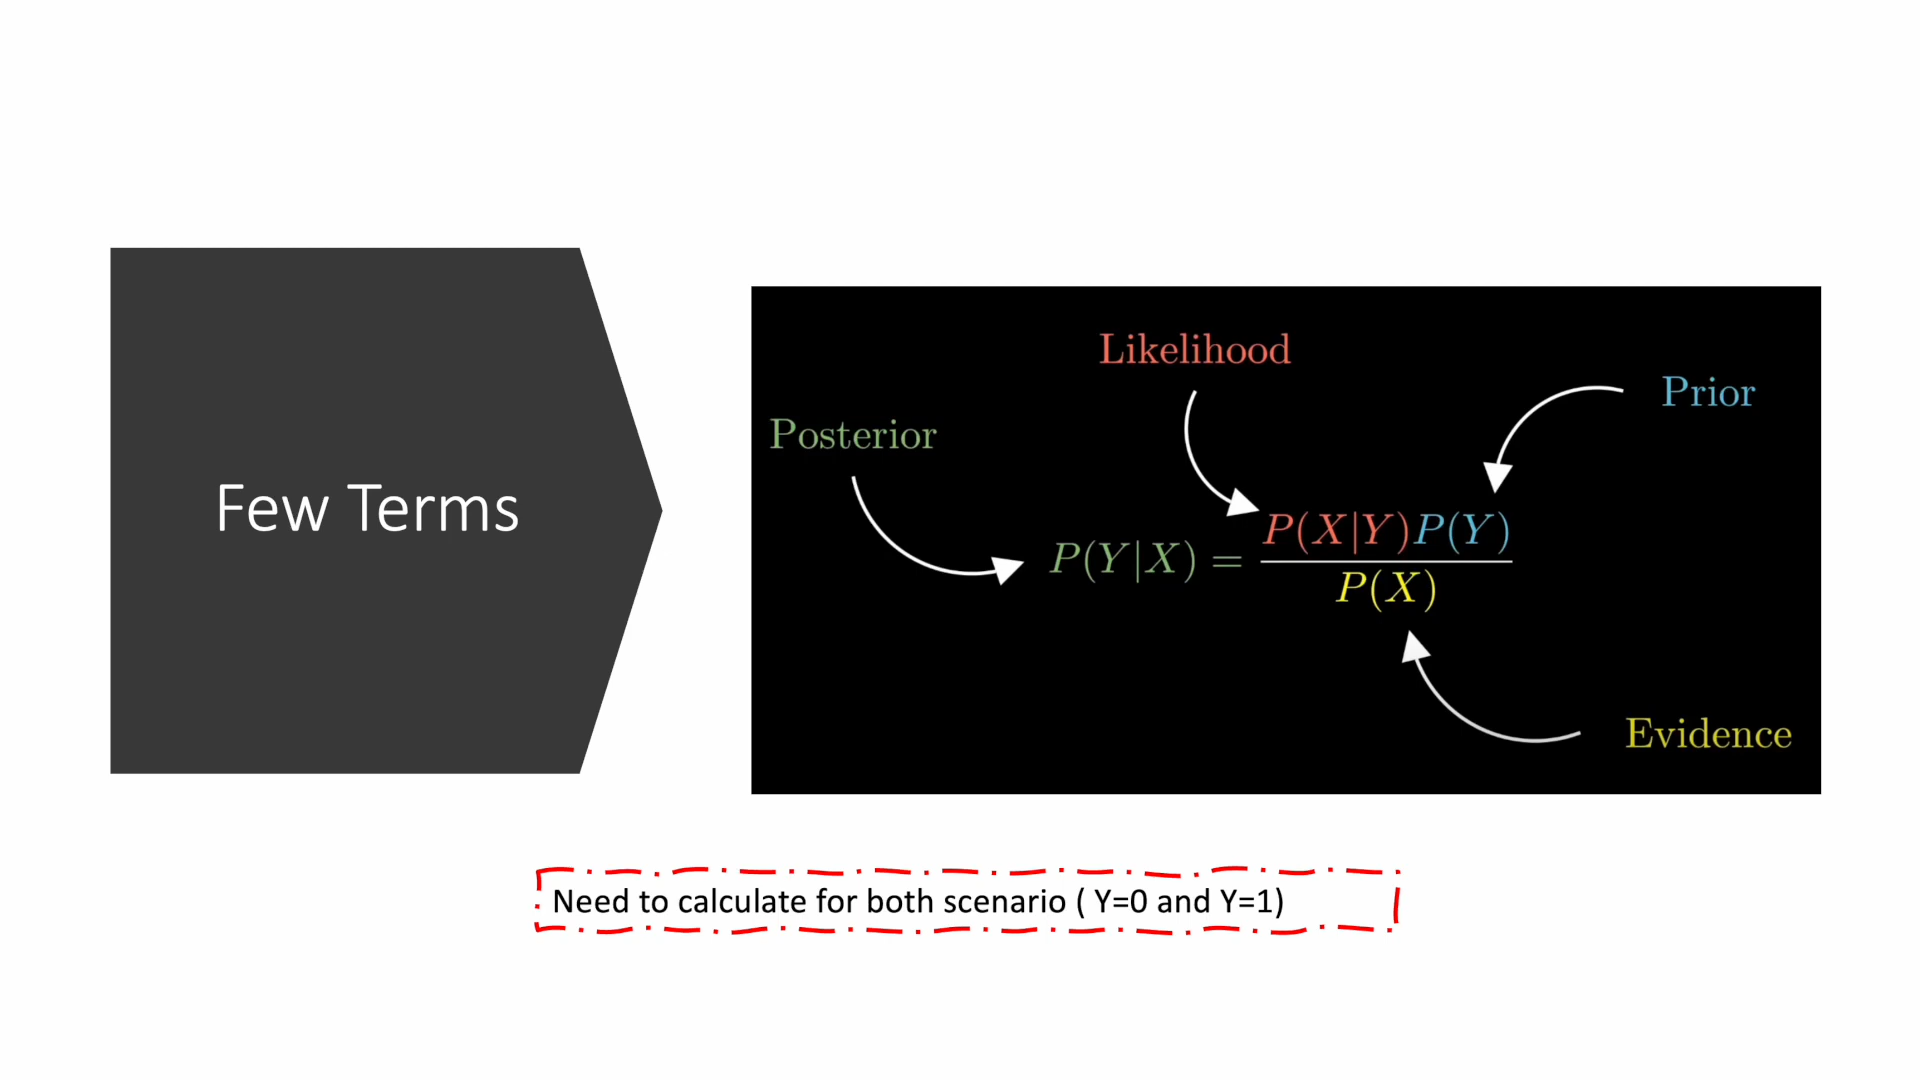 Few Terms
Likelihood
Prior
Posterior
P(Y|X) = P(X|Y)P(Y)
P(X)
Evidence
Need to calculate for both scenario ( Y=0 and Y=1)